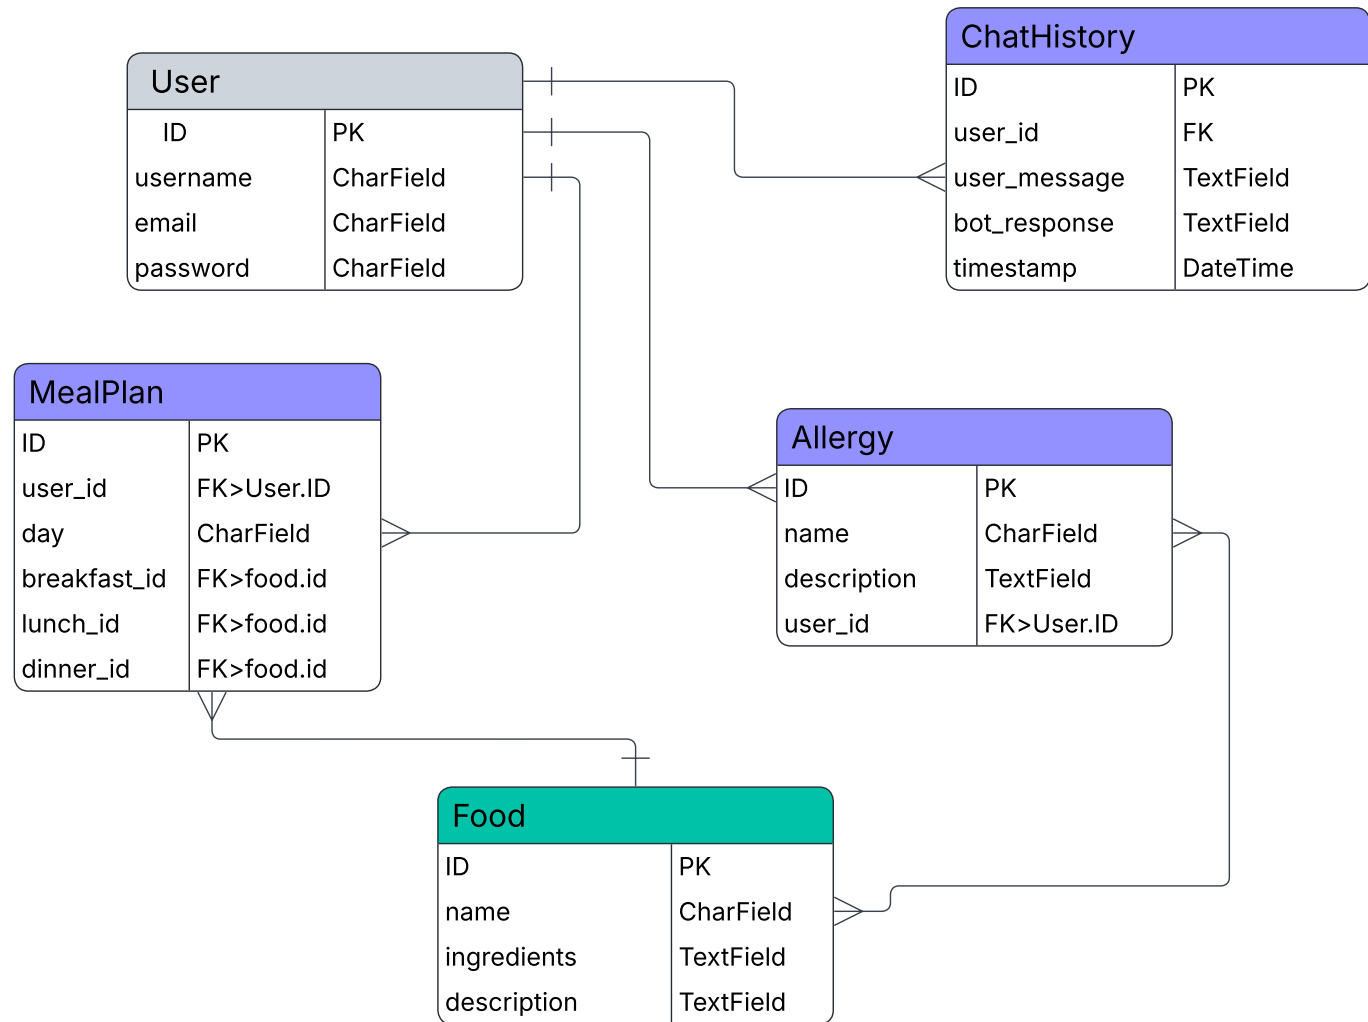 User
ID PK
username CharField
email CharField
password CharField
ChatHistory
ID PK
user_id FK
user_message TextField
bot_response TextField
timestamp DateTime
MealPlan
ID PK
user_id FK>User.ID
day CharField
breakfast_id FK>food.id
lunch_id FK>food.id
dinner_id FK>food.id
Allergy
ID PK
name CharField
description TextField
user_id FK>User.ID
Food
ID PK
name CharField
ingredients TextField
description TextField